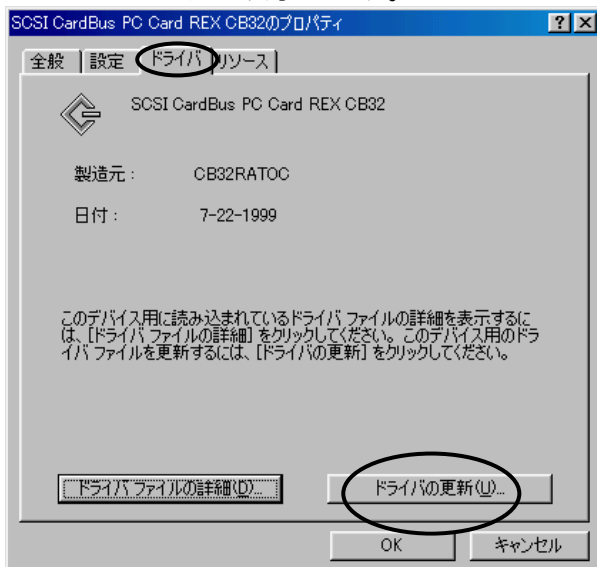 SCSI CardBus PC Card REX CB32のプロパティ
全般 設定 ドライバ リソース
SCSI CardBus PC Card REX CB32
製造元： CB32RATOC
日付： 7-22-1999
このデバイス用に読み込まれているドライバ ファイルの詳細を表示するに
は、[ドライバ ファイルの詳細] をクリックしてください。このデバイス用のドラ
イバ ファイルを更新するには、[ドライバの更新] をクリックしてください。
ドライバ ファイルの詳細(D)... ドライバの更新(U)...
OK キャンセル